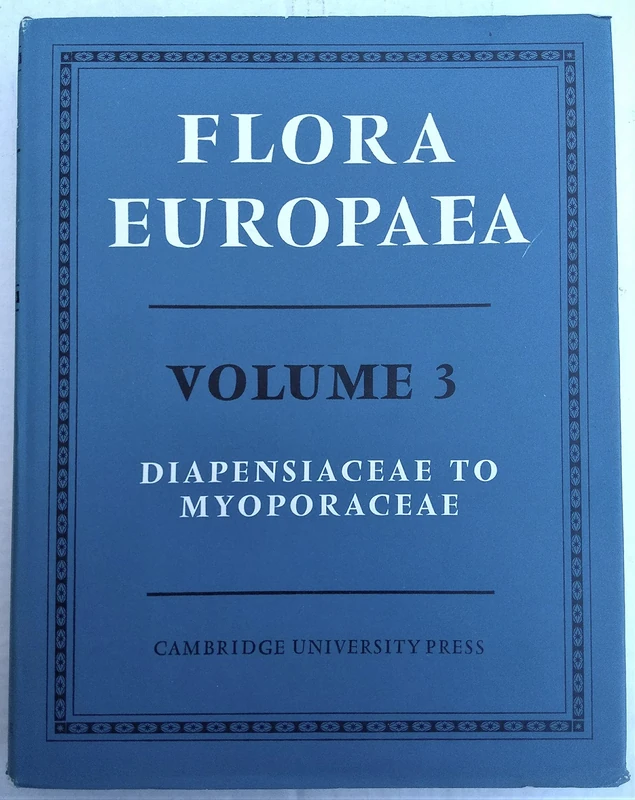 FLORA
EUROPAEA
VOLUME 3
DIAPENSIACEAE TO
MYOPORACEAE
CAMBRIDGE UNIVERSITY PRESS